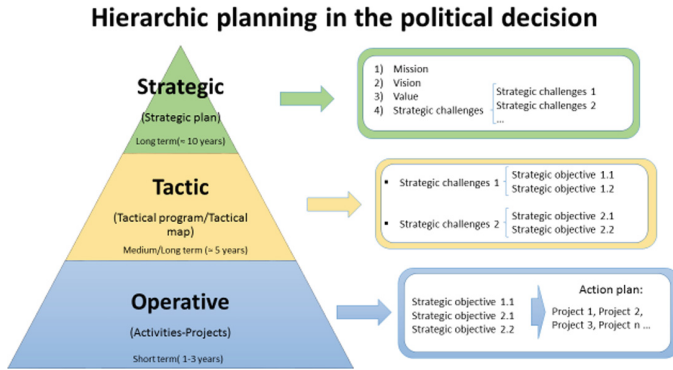 Hierarchic planning in the political decision
Strategic
(Strategic plan)
Long term(≈ 10 years)
1) Mission
2) Vision
3) Value
4) Strategic challenges
Strategic challenges 1
Strategic challenges 2
...
Tactic
(Tactical program/Tactical
map)
Medium/Long term (≈ 5 years)
▪ Strategic challenges 1
Strategic objective 1.1
Strategic objective 1.2
▪ Strategic challenges 2
Strategic objective 2.1
Strategic objective 2.2
Operative
(Activities-Projects)
Short term( 1-3 years)
Strategic objective 1.1
Strategic objective 2.1
Strategic objective 2.2
Action plan:
Project 1, Project 2,
Project 3, Project n ...